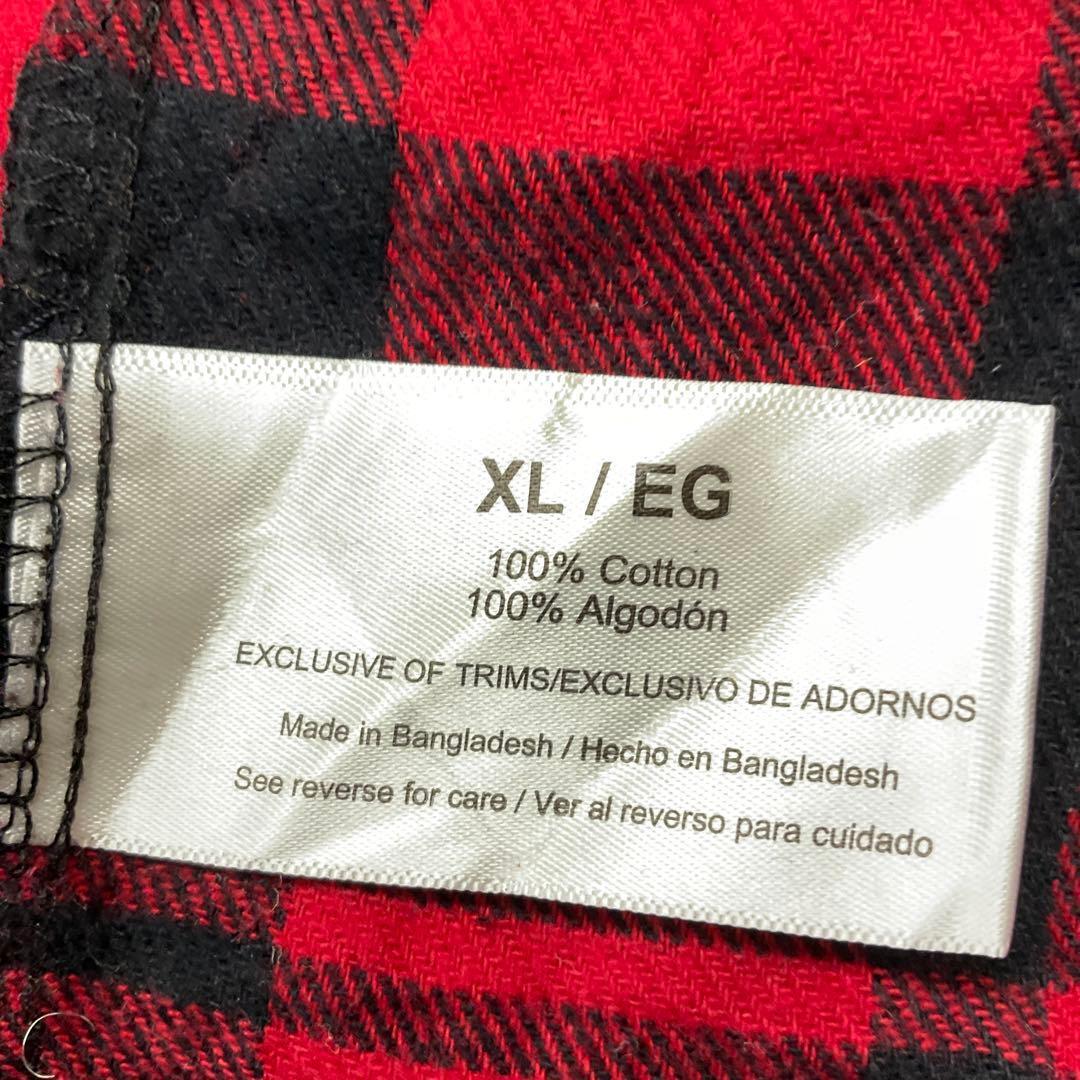 XL / EG
100% Cotton
100% Algodón
EXCLUSIVE OF TRIMS/EXCLUSIVO DE ADORNOS
Made in Bangladesh / Hecho en Bangladesh
See reverse for care / Ver al reverso para cuidado